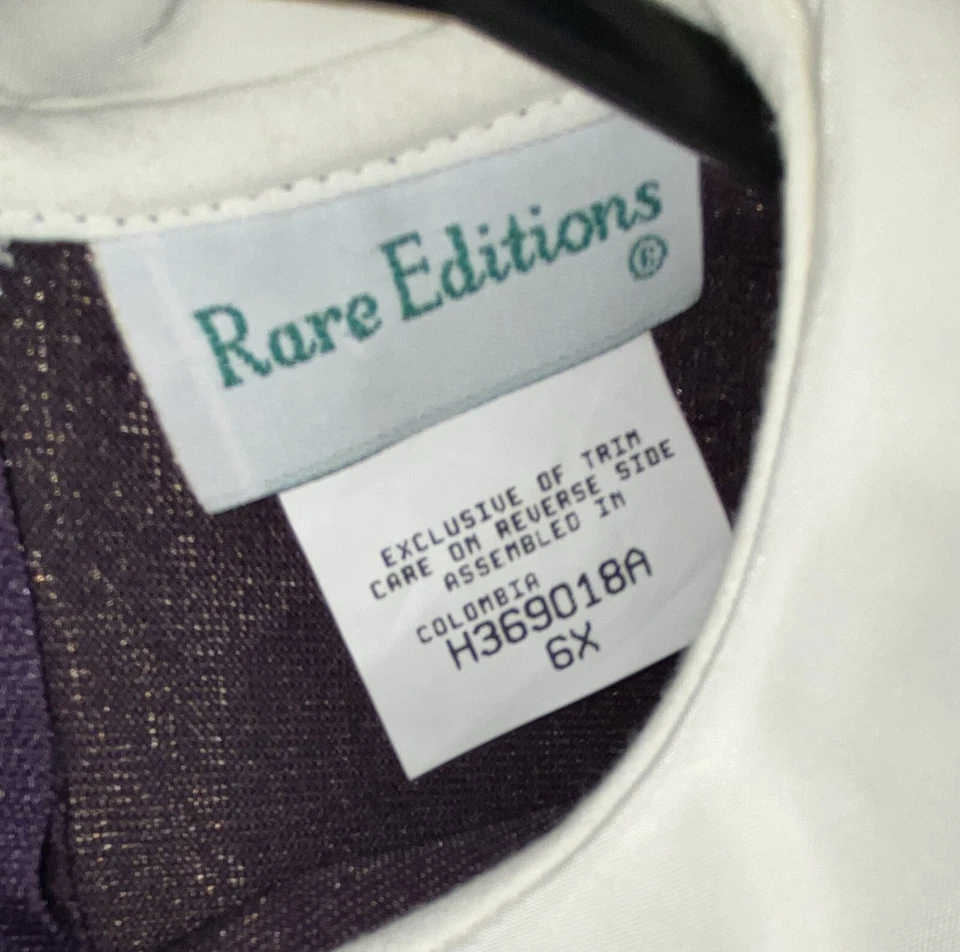 Rare Editions
®
EXCLUSIVE OF TRIM
CARE ON REVERSE SIDE
ASSEMBLED IN
COLOMBIA
H369018A
6X